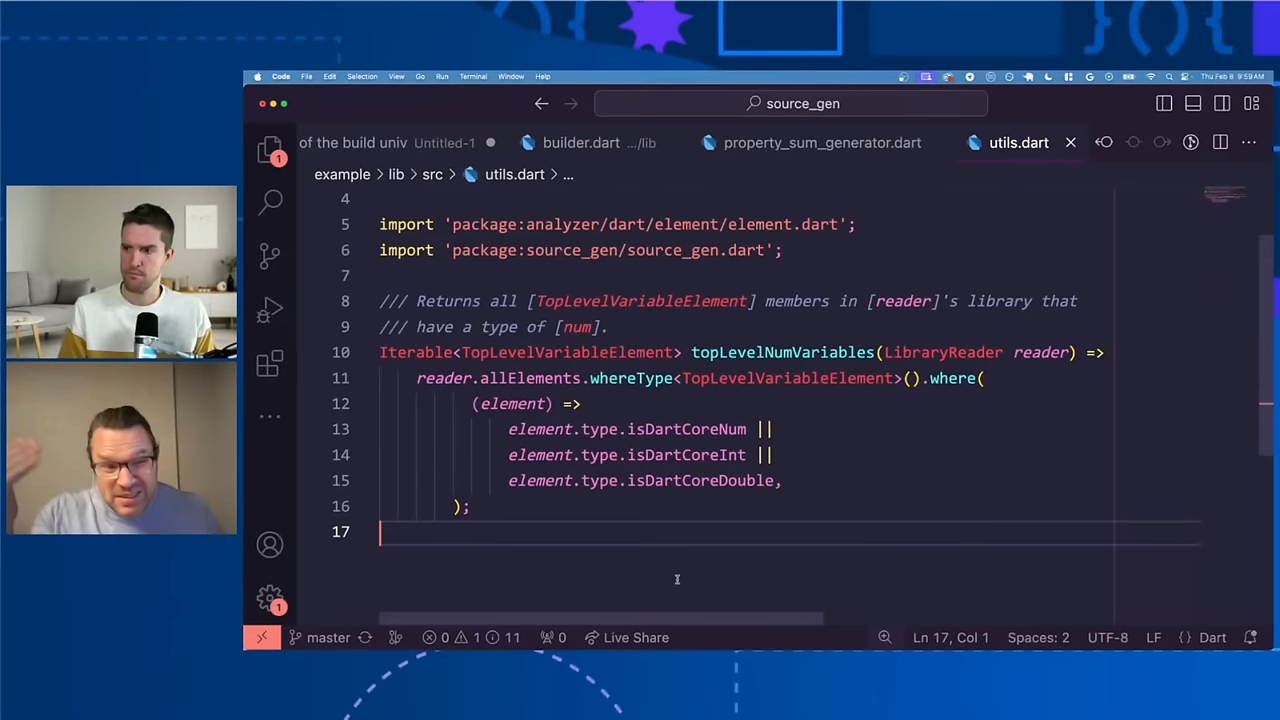 Code File Edit Selection View Go Run Terminal Window Help Thu Feb 8 9:59AM
source_gen
of the build univ Untitled-1 builder.dart .../lib property_sum_generator.dart utils.dart
example > lib > src > utils.dart > ...
4
5 import 'package:analyzer/dart/element/element.dart';
6 import 'package:source_gen/source_gen.dart';
7
8 /// Returns all [TopLevelVariableElement] members in [reader]'s library that
9 /// have a type of [num].
10 Iterable<TopLevelVariableElement> topLevelNumVariables(LibraryReader reader) =>
11 reader.allElements.whereType<TopLevelVariableElement>().where(
12 (element) =>
13 element.type.isDartCoreNum ||
14 element.type.isDartCoreInt ||
15 element.type.isDartCoreDouble,
16 );
17
1
1
master 0 1 11 0 Live Share Ln 17, Col 1 Spaces: 2 UTF-8 LF {} Dart